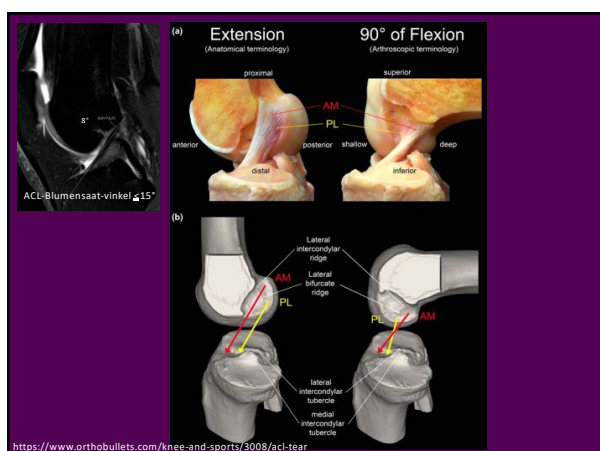 (a)
Extension
(Anatomical terminology)
90° of Flexion
(Arthroscopic terminology)
proximal
superior
AM
PL
anterior
posterior
shallow
deep
distal
inferior
8°
ACL-Blumensaat-vinkel ≤15°
(b)
Lateral
intercondylar
ridge
AM
Lateral
bifurcate
ridge
PL
PL
AM
lateral
intercondylar
tubercle
medial
intercondylar
tubercle
https://www.orthobullets.com/knee-and-sports/3008/acl-tear